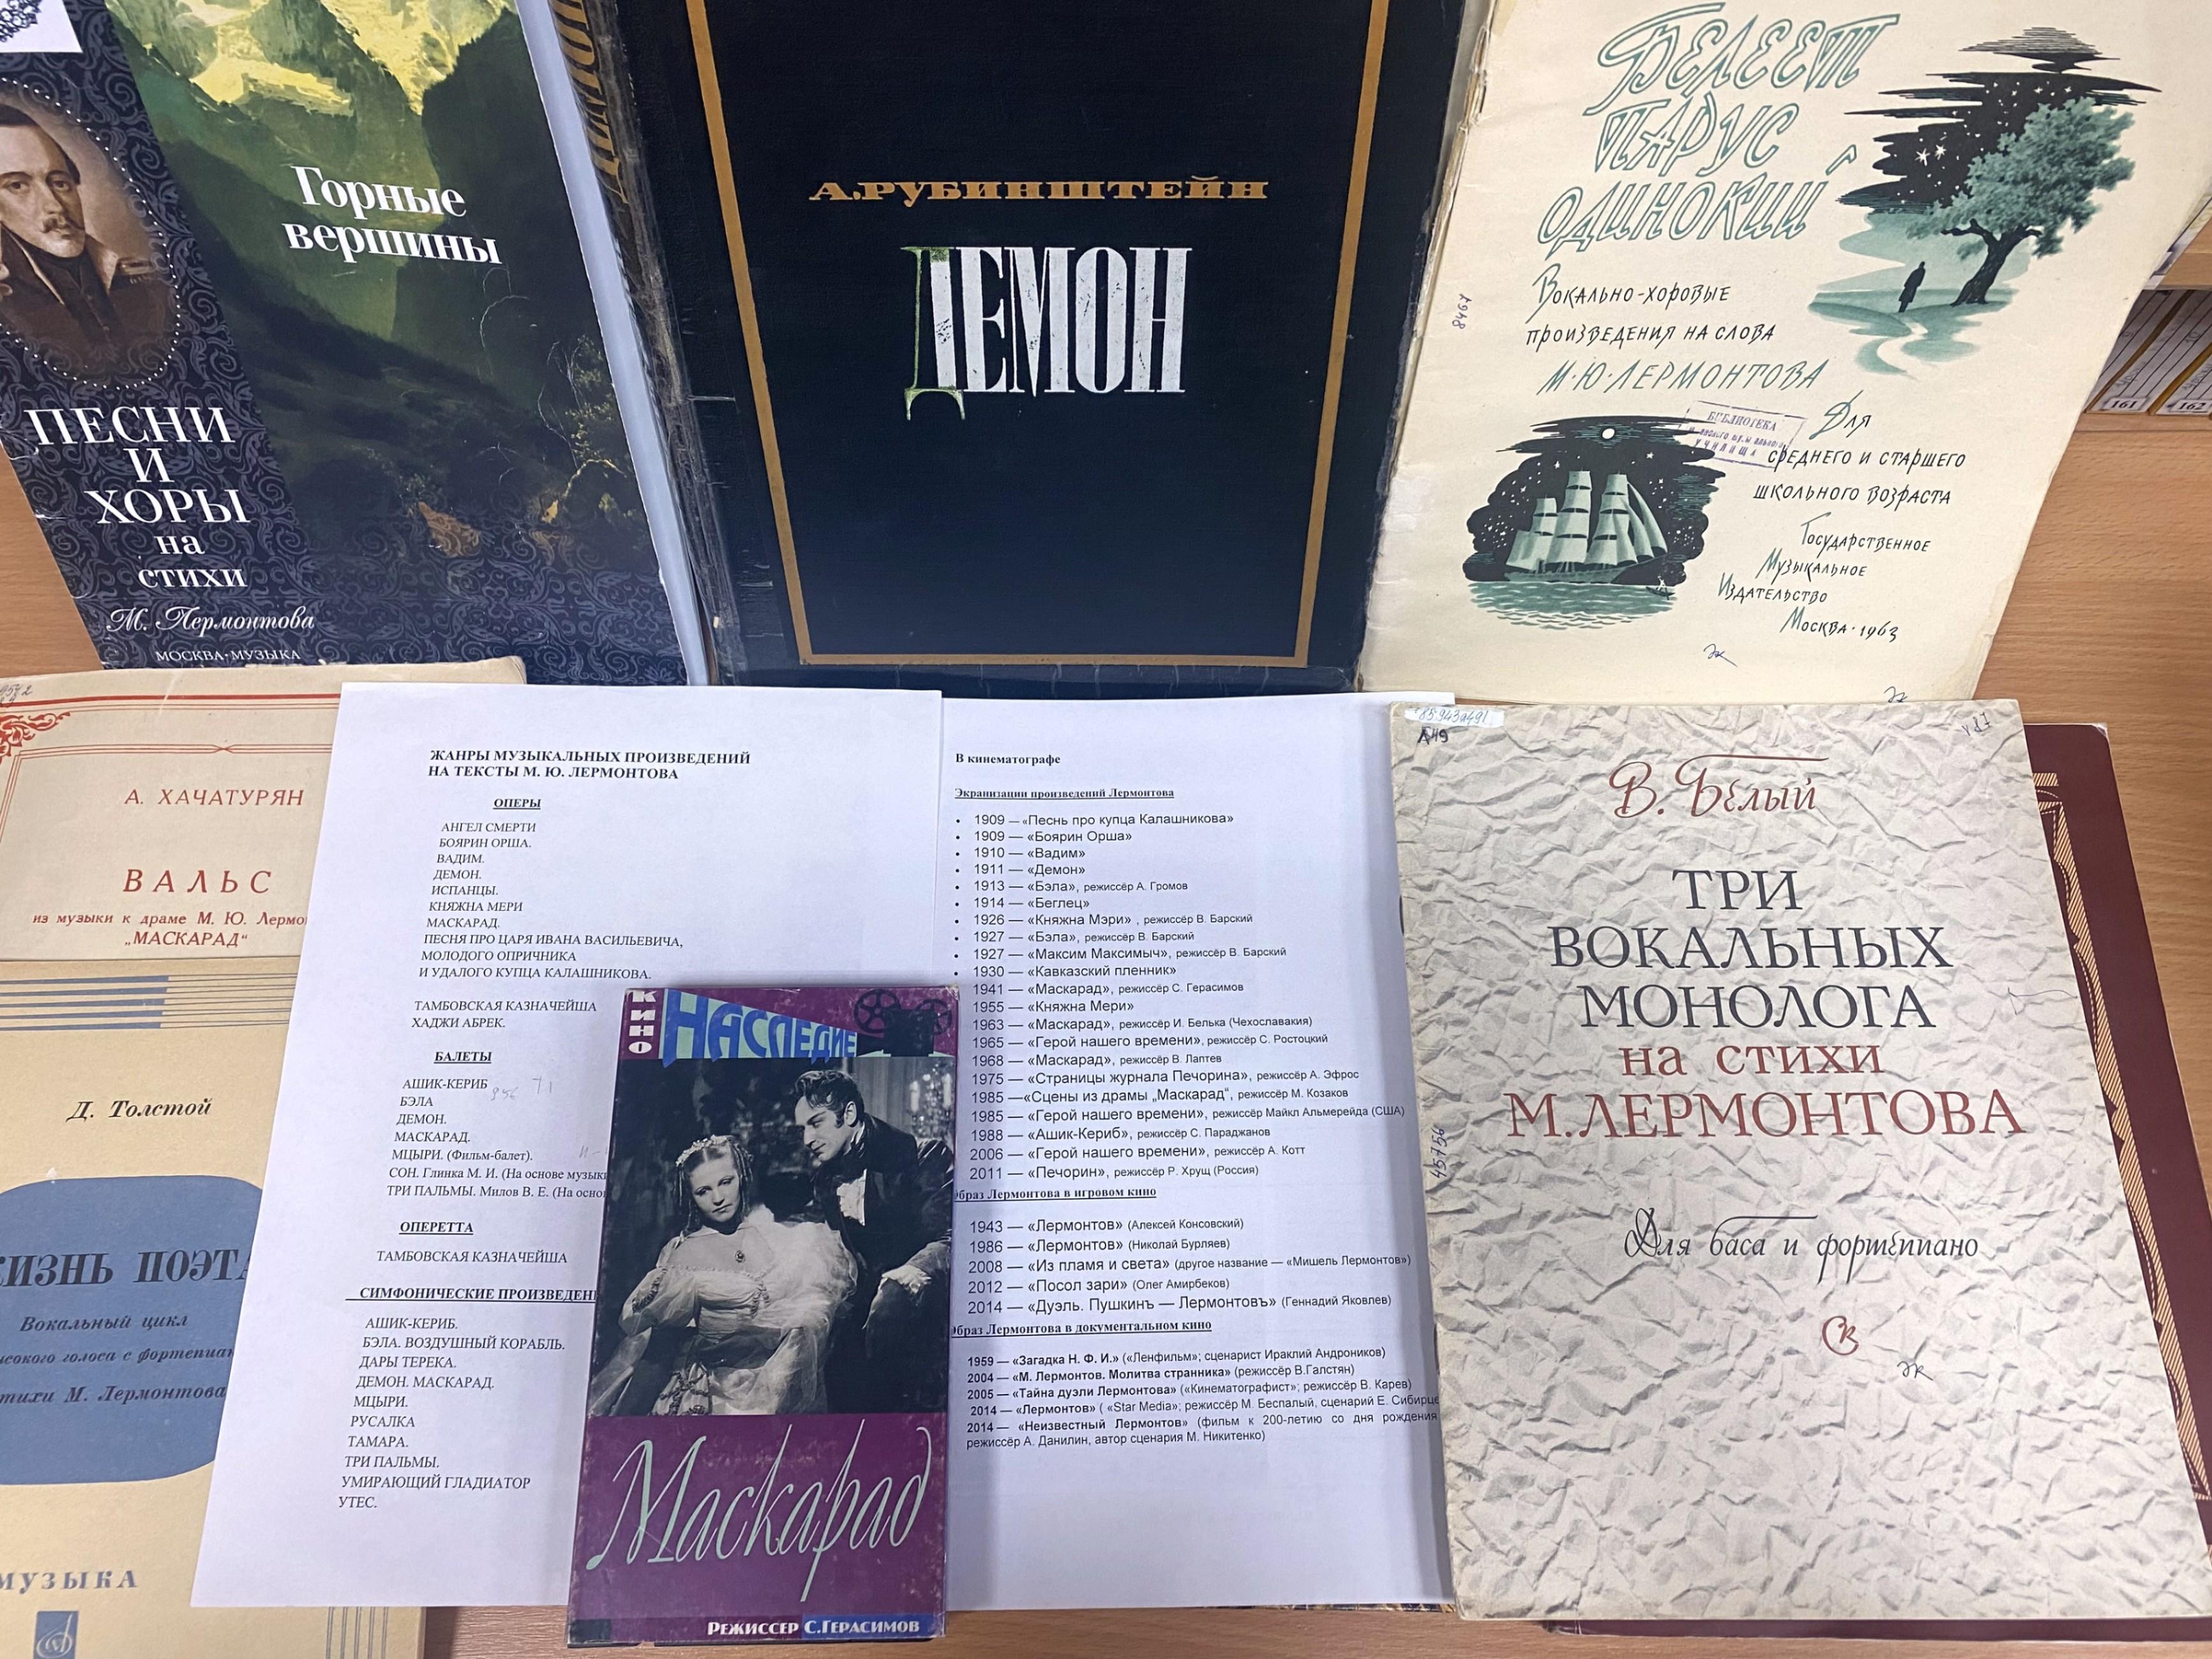 Горные
вершины
ПЕСНИ
И
ХОРЫ
на
стихи
М. Лермонтова
МОСКВА·МУЗЫКА
ДЕМОН
А.РУБИНШТЕЙН
ДЕМОН
БЕЛЕЕТ
ПАРУС
ОДИНОКИЙ
Вокально-хоровые
произведения на слова
М·Ю·ЛЕРМОНТОВА
Для
среднего и старшего
школьного возраста
БИБЛИОТЕКА
УЧИЛИЩА
Государственное
Музыкальное
Издательство
Москва·1963
8467
161
162
А. ХАЧАТУРЯН
ВАЛЬС
из музыки к драме М. Ю. Лермо
„МАСКАРАД“
Д. Толстой
ИЗНЬ ПОЭТА
Вокальный цикл
сокого голоса с фортепиан
тихи М. Лермонтова
МУЗЫКА
ЖАНРЫ МУЗЫКАЛЬНЫХ ПРОИЗВЕДЕНИЙ
НА ТЕКСТЫ М. Ю. ЛЕРМОНТОВА
ОПЕРЫ
АНГЕЛ СМЕРТИ
БОЯРИН ОРША.
ВАДИМ.
ДЕМОН.
ИСПАНЦЫ.
КНЯЖНА МЕРИ
МАСКАРАД.
ПЕСНЯ ПРО ЦАРЯ ИВАНА ВАСИЛЬЕВИЧА,
МОЛОДОГО ОПРИЧНИКА
И УДАЛОГО КУПЦА КАЛАШНИКОВА.
ТАМБОВСКАЯ КАЗНАЧЕЙША
ХАДЖИ АБРЕК.
БАЛЕТЫ
АШИК-КЕРИБ
БЭЛА
ДЕМОН.
МАСКАРАД.
МЦЫРИ. (Фильм-балет).
СОН. Глинка М. И. (На основе музыки
ТРИ ПАЛЬМЫ. Милов В. Е. (На осно
ОПЕРЕТТА
ТАМБОВСКАЯ КАЗНАЧЕЙША
СИМФОНИЧЕСКИЕ ПРОИЗВЕДЕНИ
АШИК-КЕРИБ.
БЭЛА. ВОЗДУШНЫЙ КОРАБЛЬ.
ДАРЫ ТЕРЕКА.
ДЕМОН. МАСКАРАД.
МЦЫРИ.
РУСАЛКА
ТАМАРА.
ТРИ ПАЛЬМЫ.
УМИРАЮЩИЙ ГЛАДИАТОР
УТЕС.
КИНО
НАСЛЕДИЕ
Маскарад
РЕЖИССЕР С.ГЕРАСИМОВ
В кинематографе
Экранизации произведений Лермонтова
• 1909 — «Песнь про купца Калашникова»
• 1909 — «Боярин Орша»
• 1910 — «Вадим»
• 1911 — «Демон»
• 1913 — «Бэла», режиссёр А. Громов
• 1914 — «Беглец»
• 1926 — «Княжна Мэри» , режиссёр В. Барский
• 1927 — «Бэла», режиссёр В. Барский
• 1927 — «Максим Максимыч», режиссёр В. Барский
• 1930 — «Кавказский пленник»
1941 — «Маскарад», режиссёр С. Герасимов
1955 — «Княжна Мери»
1963 — «Маскарад», режиссёр И. Белька (Чехославакия)
1965 — «Герой нашего времени», режиссёр С. Ростоцкий
1968 — «Маскарад», режиссёр В. Лаптев
1975 — «Страницы журнала Печорина», режиссёр А. Эфрос
1985 —«Сцены из драмы „Маскарад“, режиссёр М. Козаков
1985 — «Герой нашего времени», режиссёр Майкл Альмерейда (США)
1988 — «Ашик-Кериб», режиссёр С. Параджанов
2006 — «Герой нашего времени», режиссёр А. Котт
2011 — «Печорин», режиссёр Р. Хрущ (Россия)
Образ Лермонтова в игровом кино
1943 — «Лермонтов» (Алексей Консовский)
1986 — «Лермонтов» (Николай Бурляев)
2008 — «Из пламя и света» (другое название — «Мишель Лермонтов»)
2012 — «Посол зари» (Олег Амирбеков)
2014 — «Дуэль. Пушкинъ — Лермонтовъ» (Геннадий Яковлев)
Образ Лермонтова в документальном кино
1959 — «Загадка Н. Ф. И.» («Ленфильм»; сценарист Ираклий Андроников)
2004 — «М. Лермонтов. Молитва странника» (режиссёр В.Галстян)
2005 — «Тайна дуэли Лермонтова» («Кинематографист»; режиссёр В. Карев)
2014 — «Лермонтов» ( «Star Media»; режиссёр М. Беспалый, сценарий Е. Сибирце
2014 — «Неизвестный Лермонтов» (фильм к 200-летию со дня рождения
режиссёр А. Данилин, автор сценария М. Никитенко)
В. Белый
ТРИ
ВОКАЛЬНЫХ
МОНОЛОГА
на стихи
М.ЛЕРМОНТОВА
Для баса и фортепиано
45756